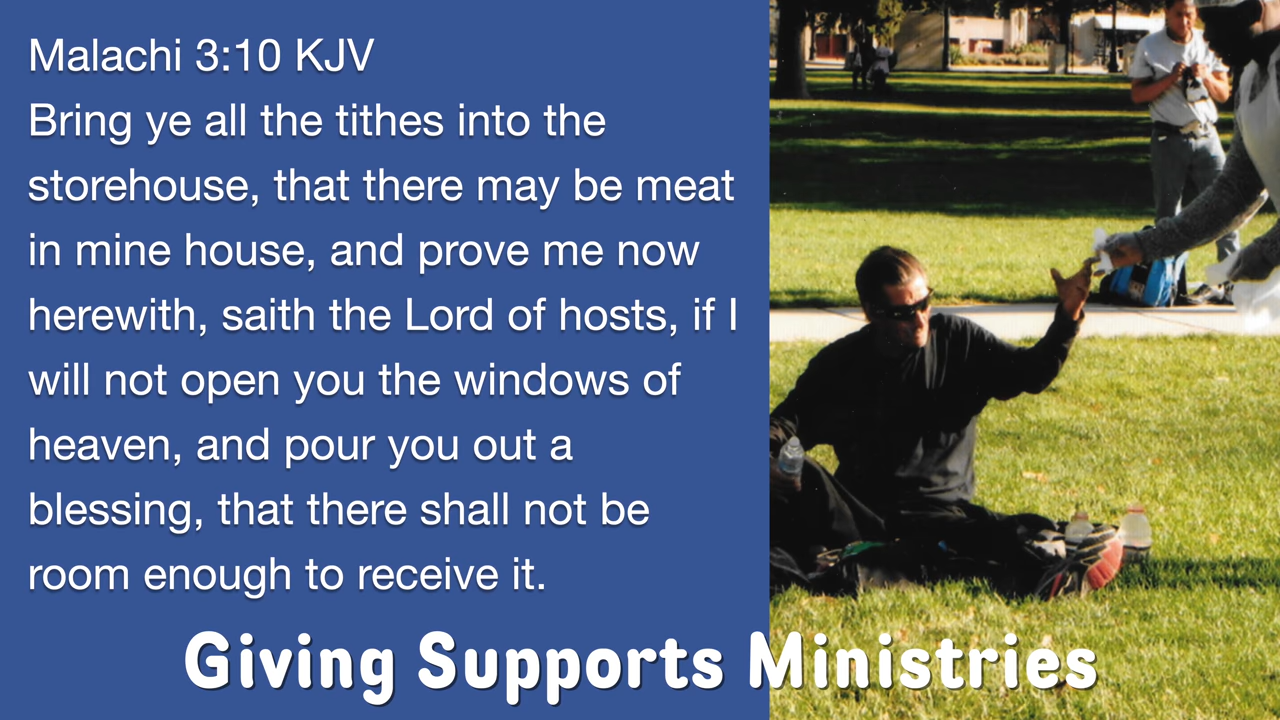 Malachi 3:10 KJV
Bring ye all the tithes into the
storehouse, that there may be meat
in mine house, and prove me now
herewith, saith the Lord of hosts, if I
will not open you the windows of
heaven, and pour you out a
blessing, that there shall not be
room enough to receive it.
Giving Supports Ministries